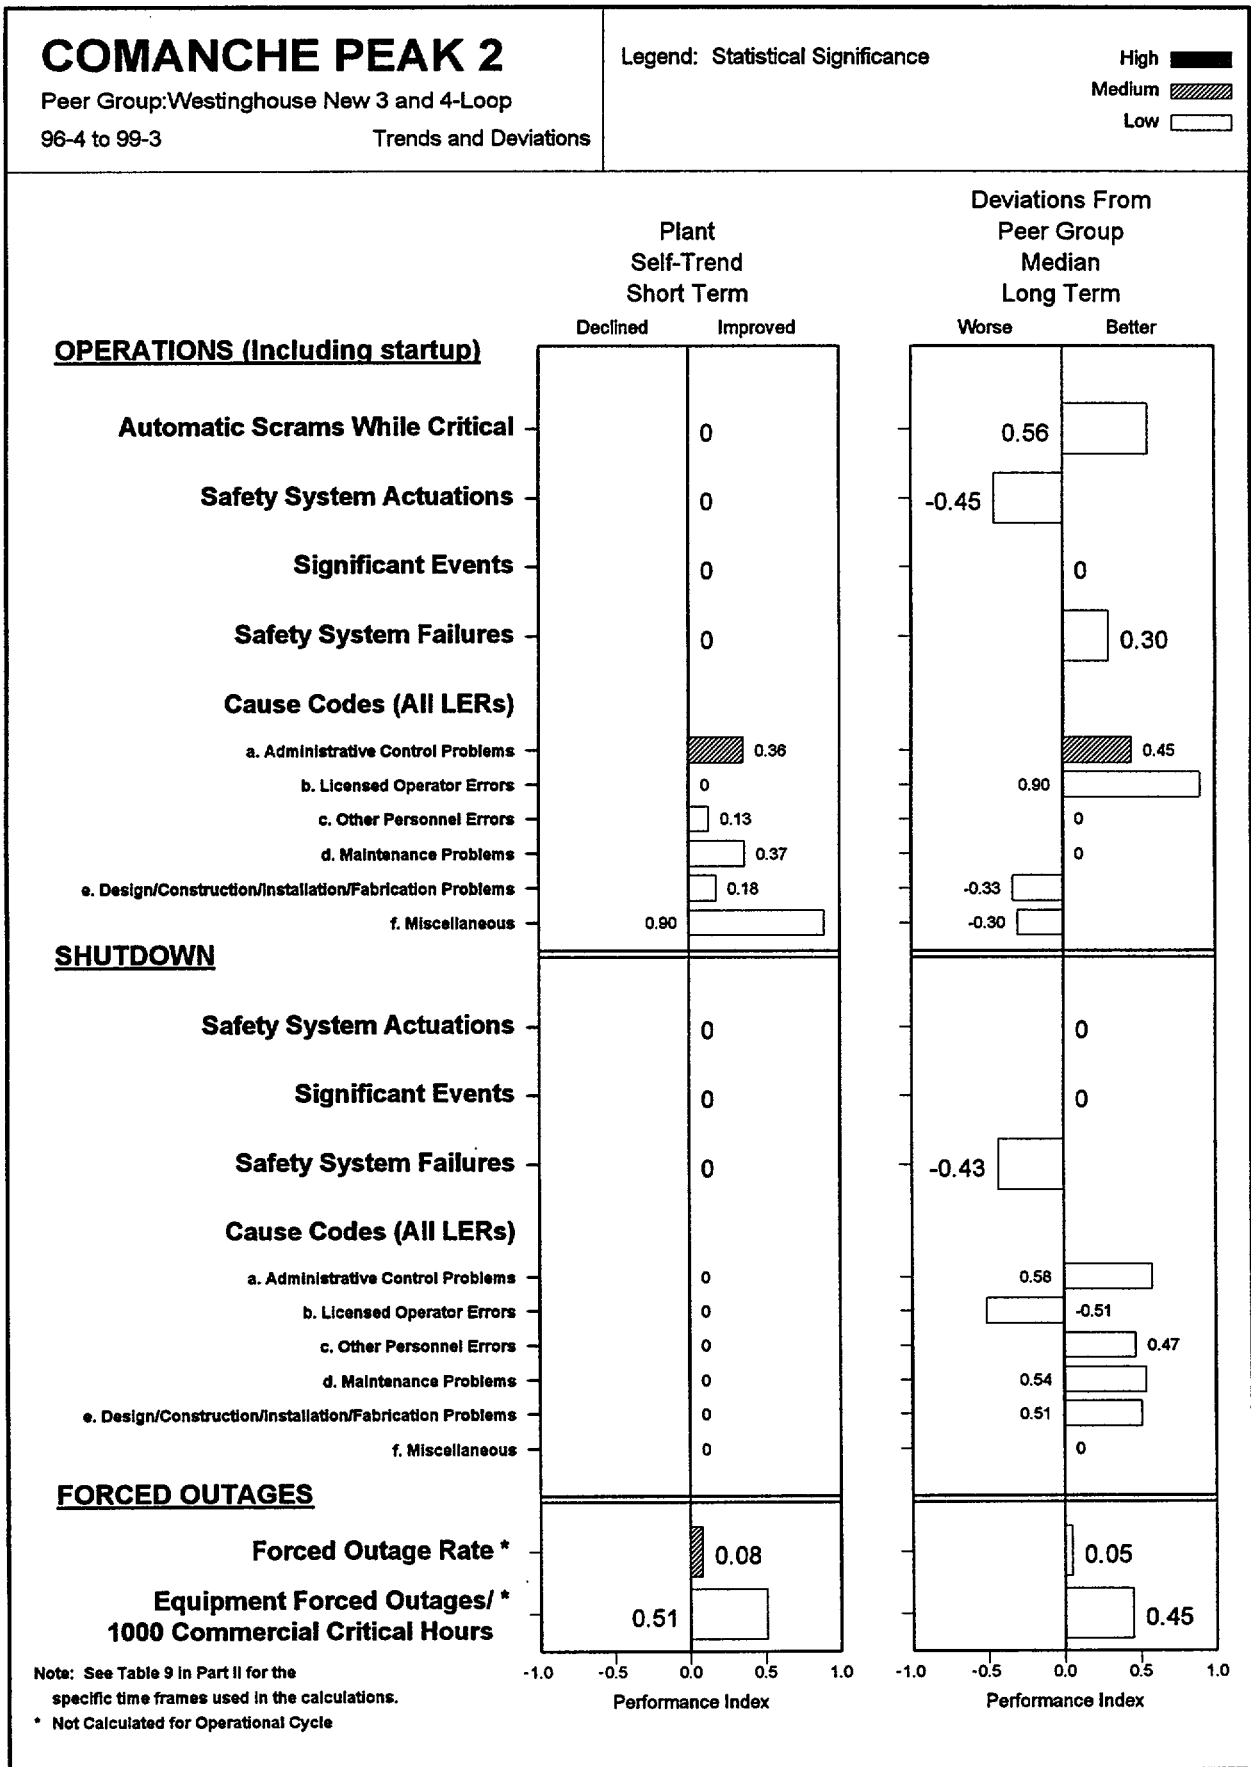 COMANCHE PEAK 2
Peer Group:Westinghouse New 3 and 4-Loop
96-4 to 99-3 Trends and Deviations
Legend: Statistical Significance
High
Medium
Low
Plant
Self-Trend
Short Term
Declined Improved
Deviations From
Peer Group
Median
Long Term
Worse Better
OPERATIONS (Including startup)
Automatic Scrams While Critical 0 0.56
Safety System Actuations 0 -0.45
Significant Events 0 0
Safety System Failures 0 0.30
Cause Codes (All LERs)
a. Administrative Control Problems 0.36 0.45
b. Licensed Operator Errors 0 0.90
c. Other Personnel Errors 0.13 0
d. Maintenance Problems 0.37 0
e. Design/Construction/Installation/Fabrication Problems 0.18 -0.33
f. Miscellaneous 0.90 -0.30
SHUTDOWN
Safety System Actuations 0 0
Significant Events 0 0
Safety System Failures 0 -0.43
Cause Codes (All LERs)
a. Administrative Control Problems 0 0.58
b. Licensed Operator Errors 0 -0.51
c. Other Personnel Errors 0 0.47
d. Maintenance Problems 0 0.54
e. Design/Construction/Installation/Fabrication Problems 0 0.51
f. Miscellaneous 0 0
FORCED OUTAGES
Forced Outage Rate * 0.08 0.05
Equipment Forced Outages/ *
1000 Commercial Critical Hours 0.51 0.45
-1.0 -0.5 0.0 0.5 1.0 -1.0 -0.5 0.0 0.5 1.0
Performance Index Performance Index
Note: See Table 9 in Part II for the
specific time frames used in the calculations.
* Not Calculated for Operational Cycle